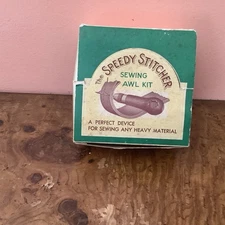 The SPEEDY STITCHER
SEWING
AWL KIT
A PERFECT DEVICE
FOR SEWING ANY HEAVY MATERIAL